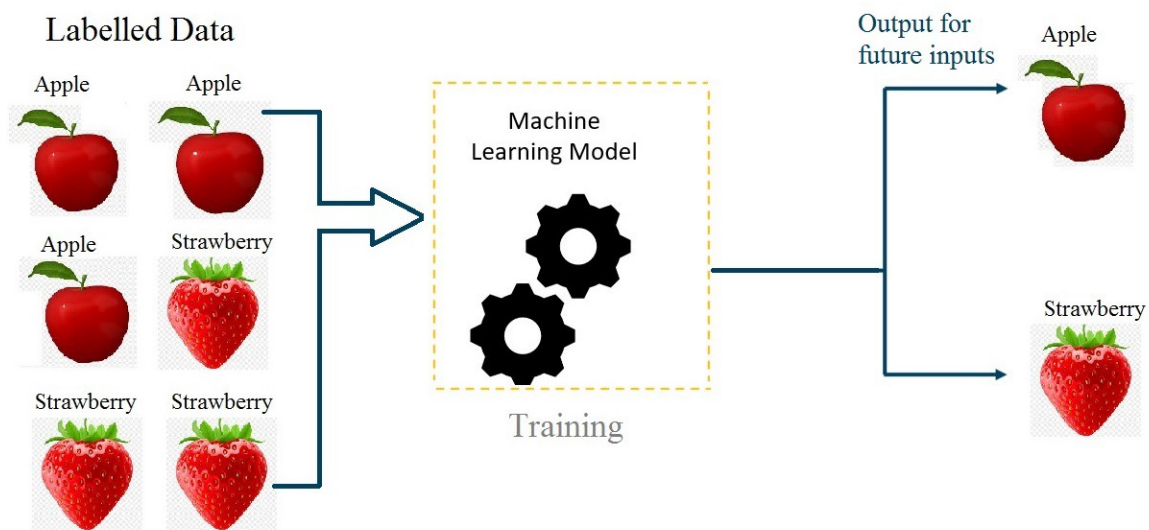 Labelled Data
Apple
Apple
Apple
Strawberry
Strawberry
Strawberry
Machine
Learning Model
Training
Output for
future inputs
Apple
Strawberry